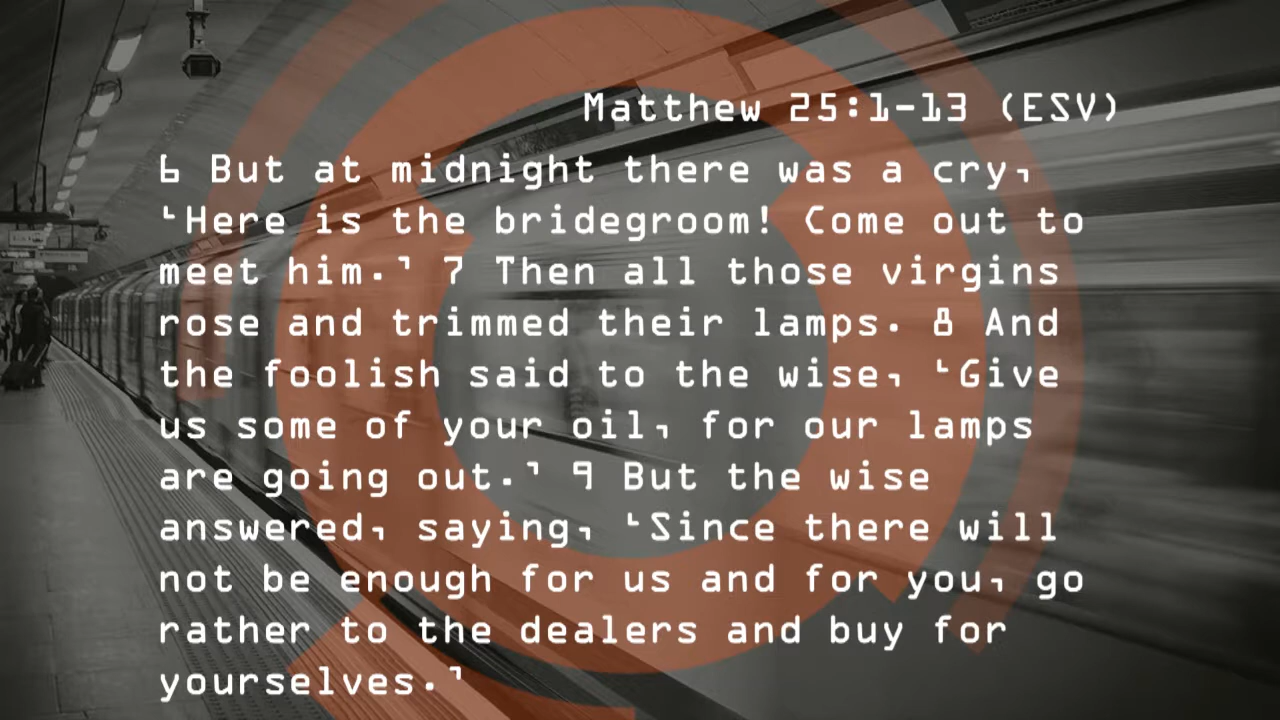 Matthew 25:1-13 (ESV)
6 But at midnight there was a cry,
‘Here is the bridegroom! Come out to
meet him.’ 7 Then all those virgins
rose and trimmed their lamps. 8 And
the foolish said to the wise, ‘Give
us some of your oil, for our lamps
are going out.’ 9 But the wise
answered, saying, ‘Since there will
not be enough for us and for you, go
rather to the dealers and buy for
yourselves.’